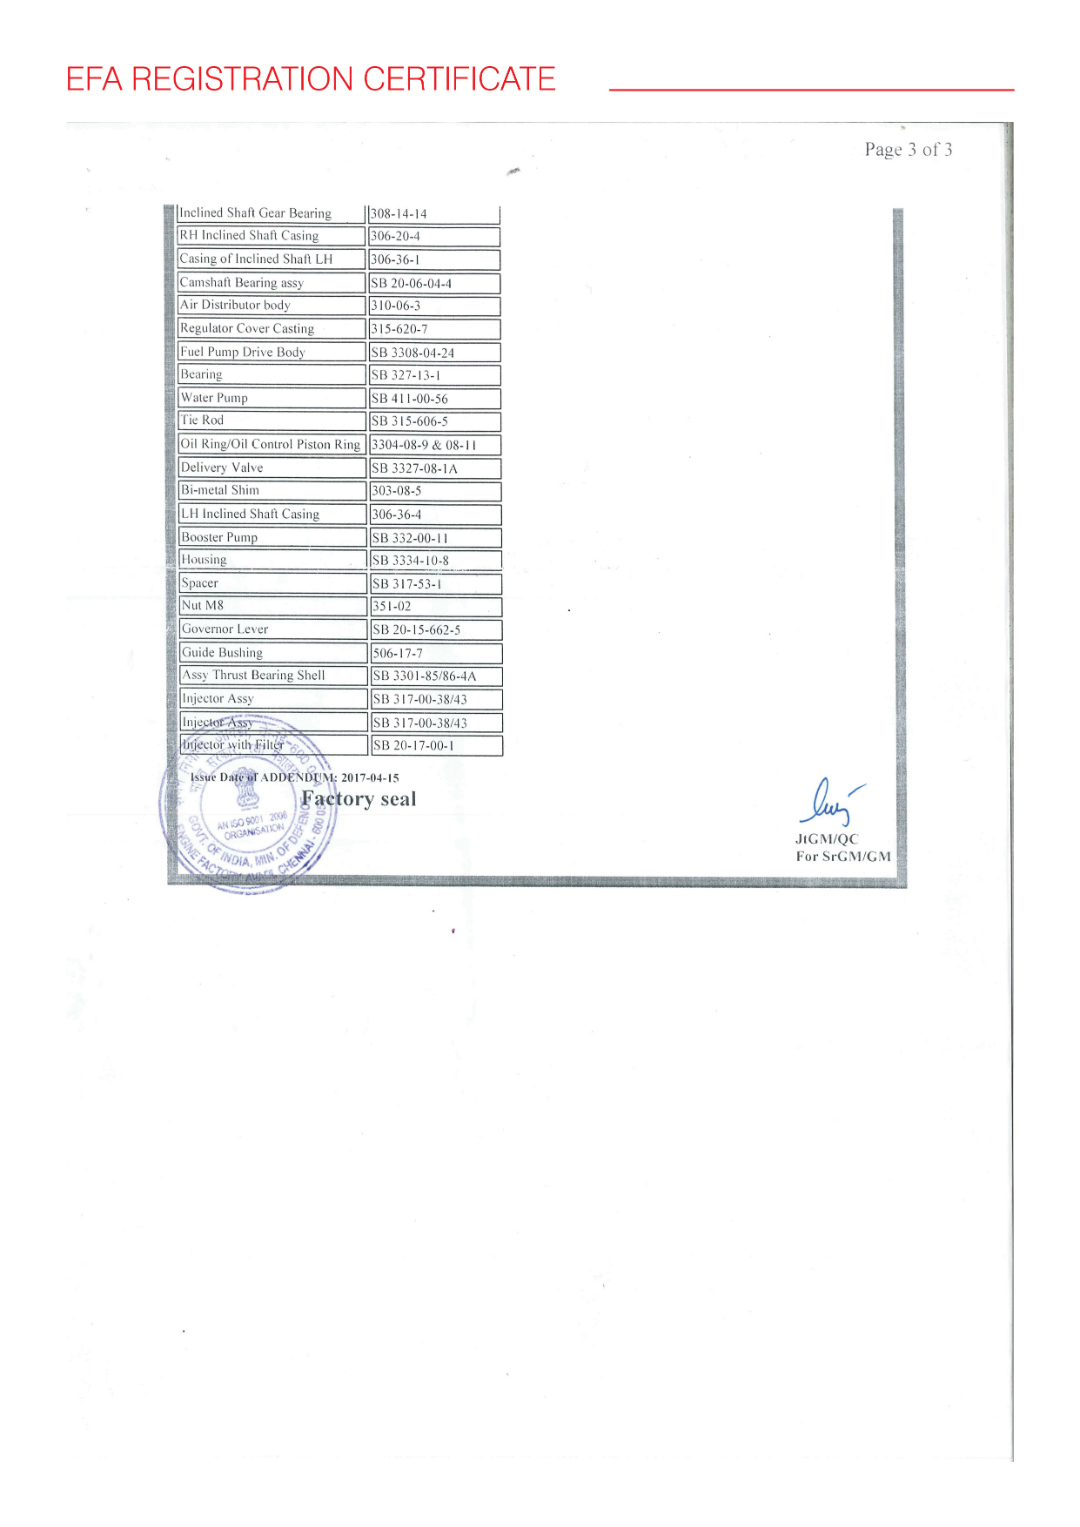 EFA REGISTRATION CERTIFICATE
Page 3 of 3
Inclined Shaft Gear Bearing 308-14-14
RH Inclined Shaft Casing 306-20-4
Casing of Inclined Shaft LH 306-36-1
Camshaft Bearing assy SB 20-06-04-4
Air Distributor body 310-06-3
Regulator Cover Casting 315-620-7
Fuel Pump Drive Body SB 3308-04-24
Bearing SB 327-13-1
Water Pump SB 411-00-56
Tie Rod SB 315-606-5
Oil Ring/Oil Control Piston Ring 3304-08-9 & 08-11
Delivery Valve SB 3327-08-1A
Bi-metal Shim 303-08-5
LH Inclined Shaft Casing 306-36-4
Booster Pump SB 332-00-11
Housing SB 3334-10-8
Spacer SB 317-53-1
Nut M8 351-02
Governor Lever SB 20-15-662-5
Guide Bushing 506-17-7
Assy Thrust Bearing Shell SB 3301-85/86-4A
Injector Assy SB 317-00-38/43
Injector Assy SB 317-00-38/43
Injector with Filter SB 20-17-00-1
Issue Date of ADDENDUM: 2017-04-15
Factory seal
AN ISO 9001 2008
ORGANISATION
GOVT. OF INDIA, MIN. OF DEFENCE
ENGINE FACTORY AVADI, CHENNAI - 600 054
JtGM/QC
For SrGM/GM